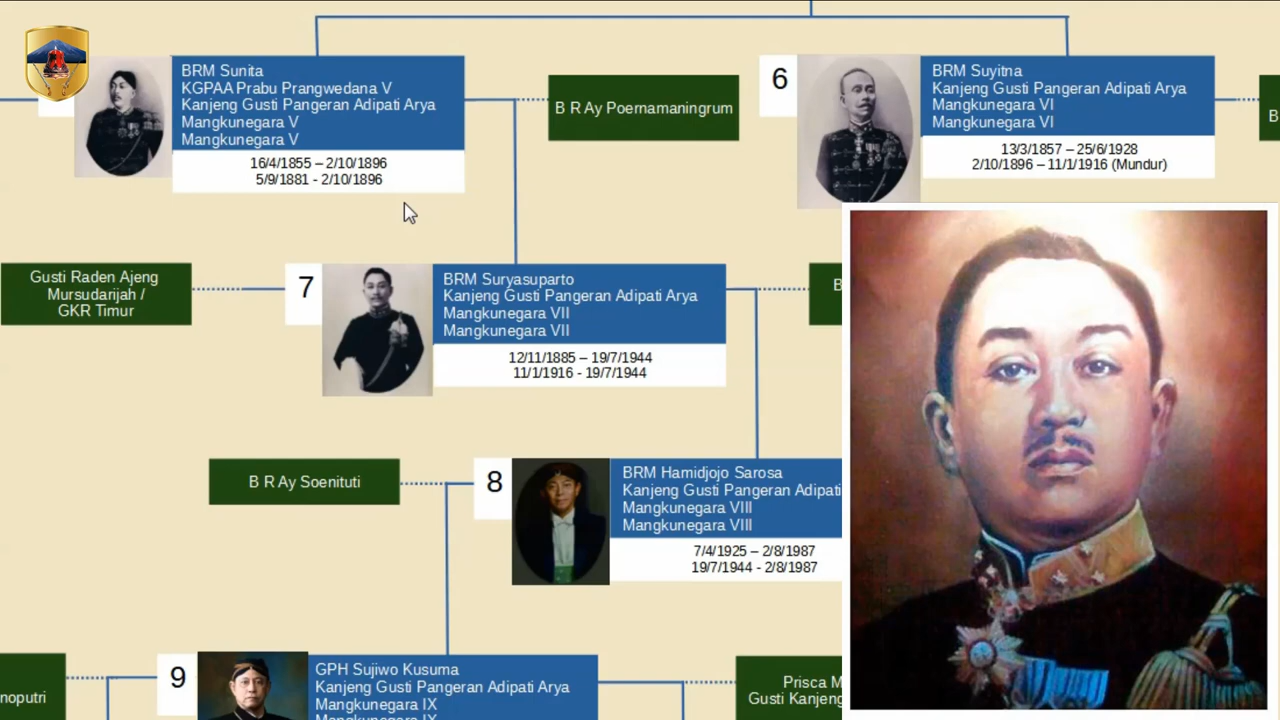 BRM Sunita
KGPAA Prabu Prangwedana V
Kanjeng Gusti Pangeran Adipati Arya
Mangkunegara V
Mangkunegara V
16/4/1855 – 2/10/1896
5/9/1881 - 2/10/1896
B R Ay Poernamaningrum
6
BRM Suyitna
Kanjeng Gusti Pangeran Adipati Arya
Mangkunegara VI
Mangkunegara VI
13/3/1857 – 25/6/1928
2/10/1896 – 11/1/1916 (Mundur)
B
Gusti Raden Ajeng
Mursudarijah /
GKR Timur
7
BRM Suryasuparto
Kanjeng Gusti Pangeran Adipati Arya
Mangkunegara VII
Mangkunegara VII
12/11/1885 – 19/7/1944
11/1/1916 - 19/7/1944
B
B R Ay Soenituti
8
BRM Hamidjojo Sarosa
Kanjeng Gusti Pangeran Adipati
Mangkunegara VIII
Mangkunegara VIII
7/4/1925 – 2/8/1987
19/7/1944 - 2/8/1987
noputri
9
GPH Sujiwo Kusuma
Kanjeng Gusti Pangeran Adipati Arya
Mangkunegara IX
Mangkunegara IX
Prisca M
Gusti Kanjeng